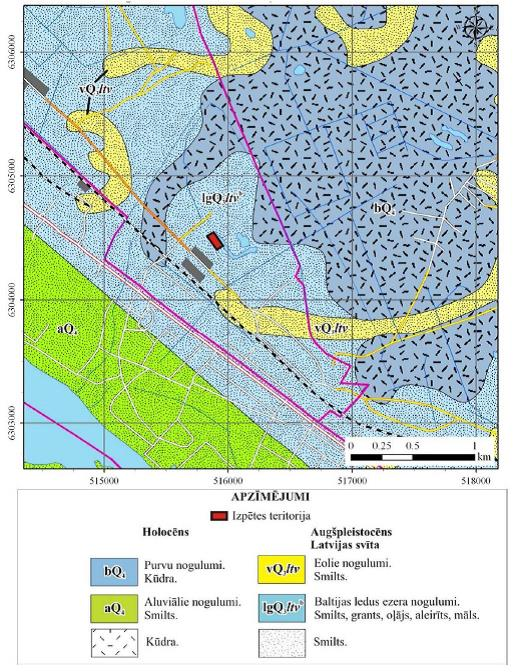 6306000
6305000
6304000
6303000
vQ₃ltv
lgQ₃ltvᵇ
bQ₄
aQ₄
vQ₃ltv
0 0.25 0.5 1
km
515000 516000 517000 518000
APZĪMĒJUMI
Izpētes teritorija
Holocēns
bQ₄ Purvu nogulumi.
Kūdra.
aQ₄ Aluviālie nogulumi.
Smilts.
Kūdra.
Augšpleistocēns
Latvijas svīta
vQ₃ltv Eolie nogulumi.
Smilts.
lgQ₃ltvᵇ Baltijas ledus ezera nogulumi.
Smilts, grants, oļājs, aleirīts, māls.
Smilts.